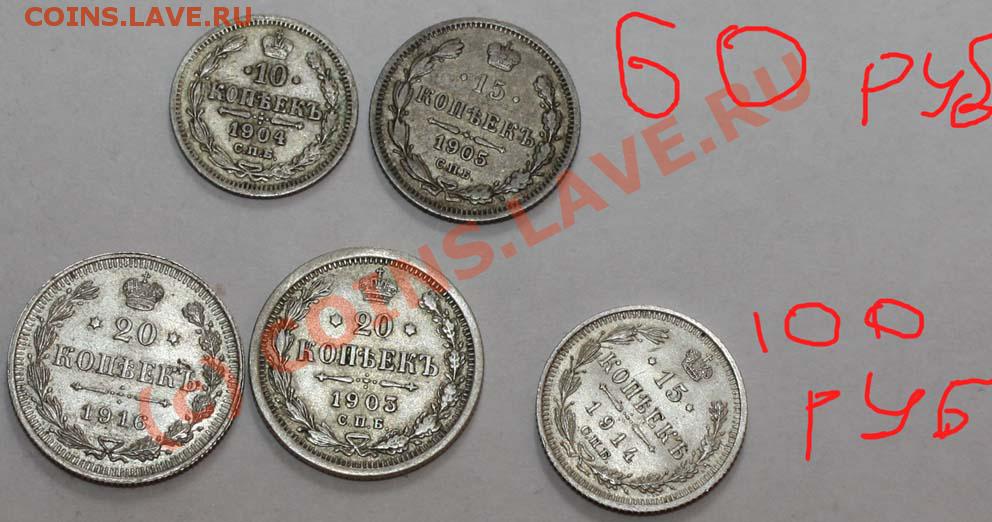 COINS.LAVE.RU
10
КОПѢЕКЪ
1904
С.П.Б.
15
КОПѢЕКЪ
1905
С.П.Б.
60 руб
20
КОПѢЕКЪ
1916
20
КОПѢЕКЪ
1903
С.П.Б
15
КОПѢЕКЪ
1914
С.П.Б.
100
руб
(c) COINS.LAVE.RU